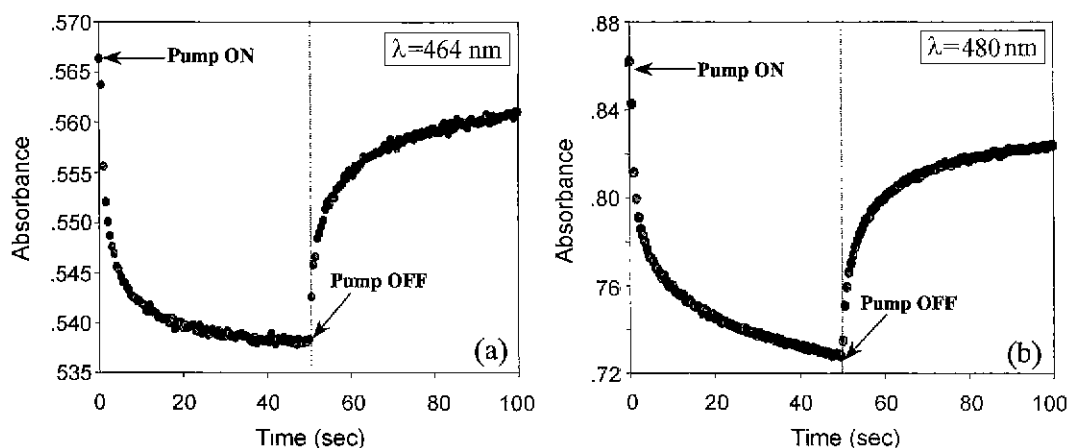 .570
.565
.560
.555
.550
.545
.540
.535
Absorbance
Pump ON
λ=464 nm
Pump OFF
(a)
0 20 40 60 80 100
Time (sec)
.88
.84
.80
.76
.72
Absorbance
Pump ON
λ=480 nm
Pump OFF
(b)
0 20 40 60 80 100
Time (sec)